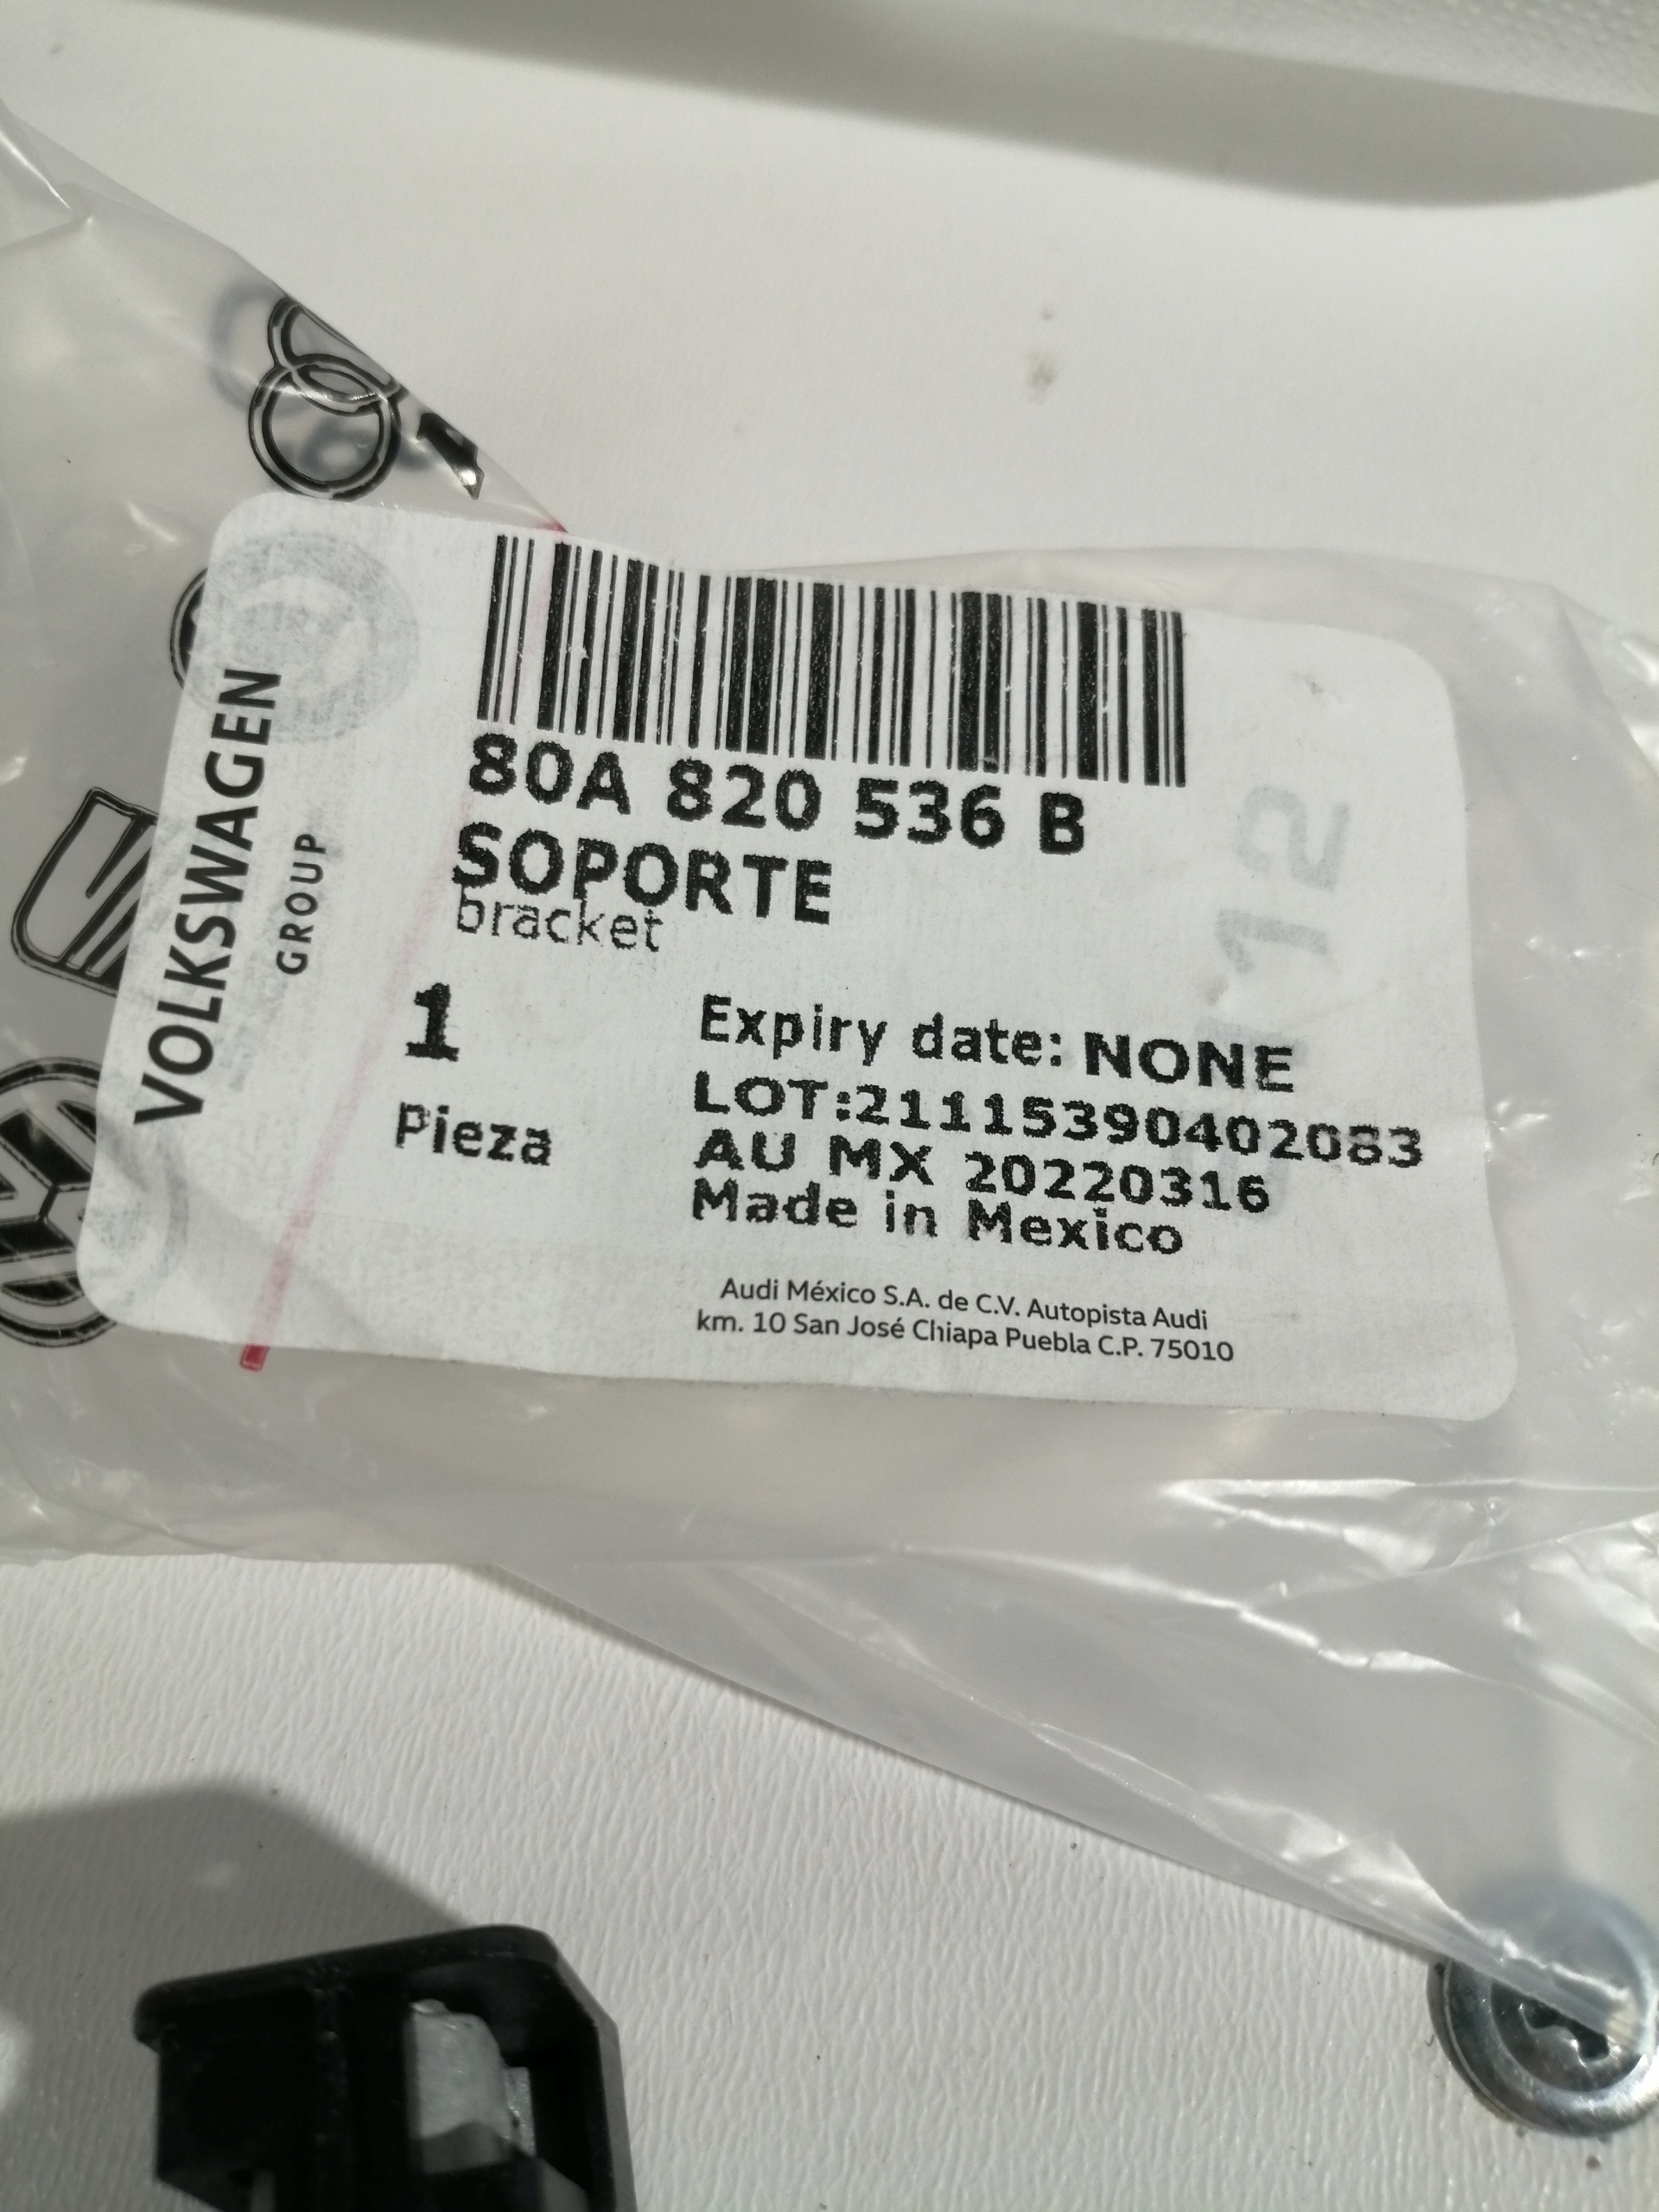 VOLKSWAGEN
GROUP
80A 820 536 B
SOPORTE
bracket
1
Pieza
Expiry date: NONE
LOT:21115390402083
AU MX 20220316
Made in Mexico
Audi México S.A. de C.V. Autopista Audi
km. 10 San José Chiapa Puebla C.P. 75010